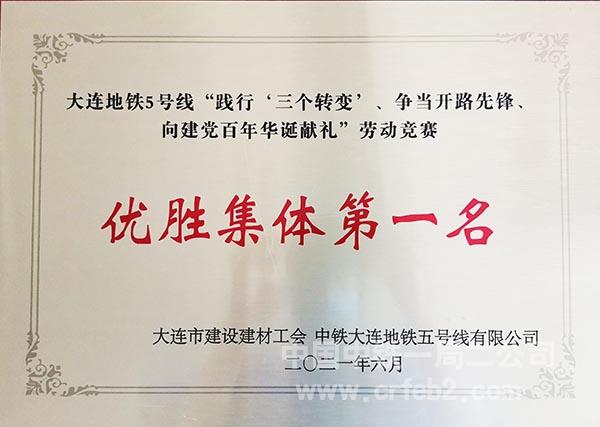 大连地铁5号线“践行‘三个转变’、争当开路先锋、
向建党百年华诞献礼”劳动竞赛
优胜集体第一名
大连市建设建材工会 中铁大连地铁五号线有限公司
二〇二一年六月
www.crfeb2.com